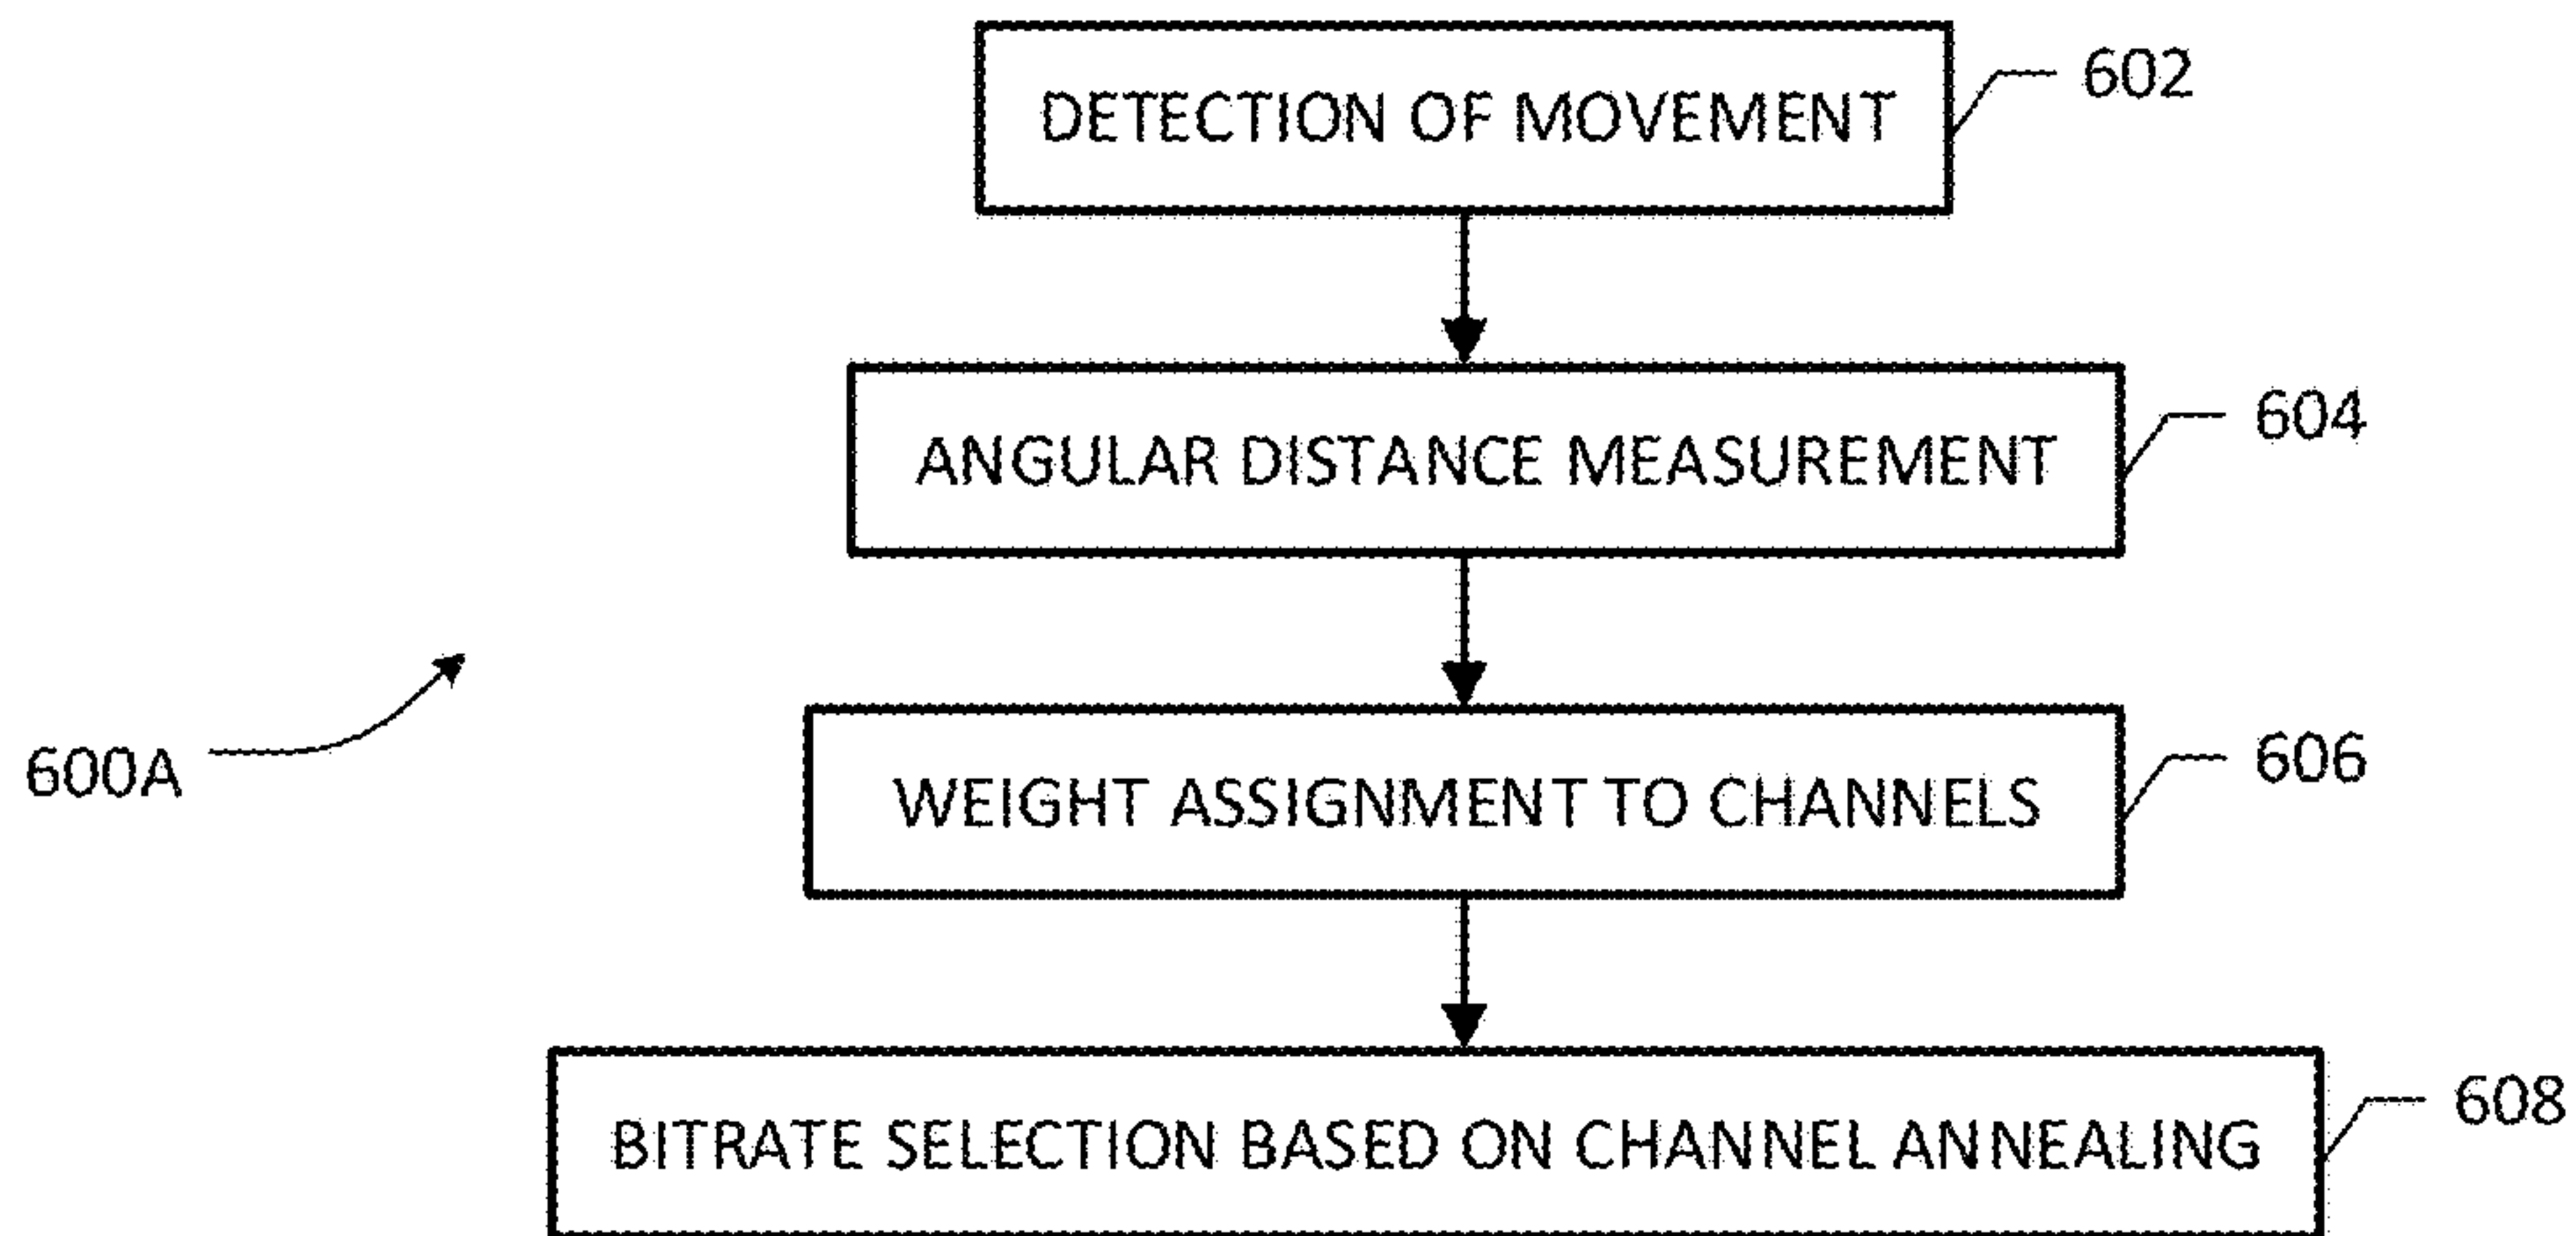 DETECTION OF MOVEMENT
602
ANGULAR DISTANCE MEASUREMENT
604
600A
WEIGHT ASSIGNMENT TO CHANNELS
606
BITRATE SELECTION BASED ON CHANNEL ANNEALING
608